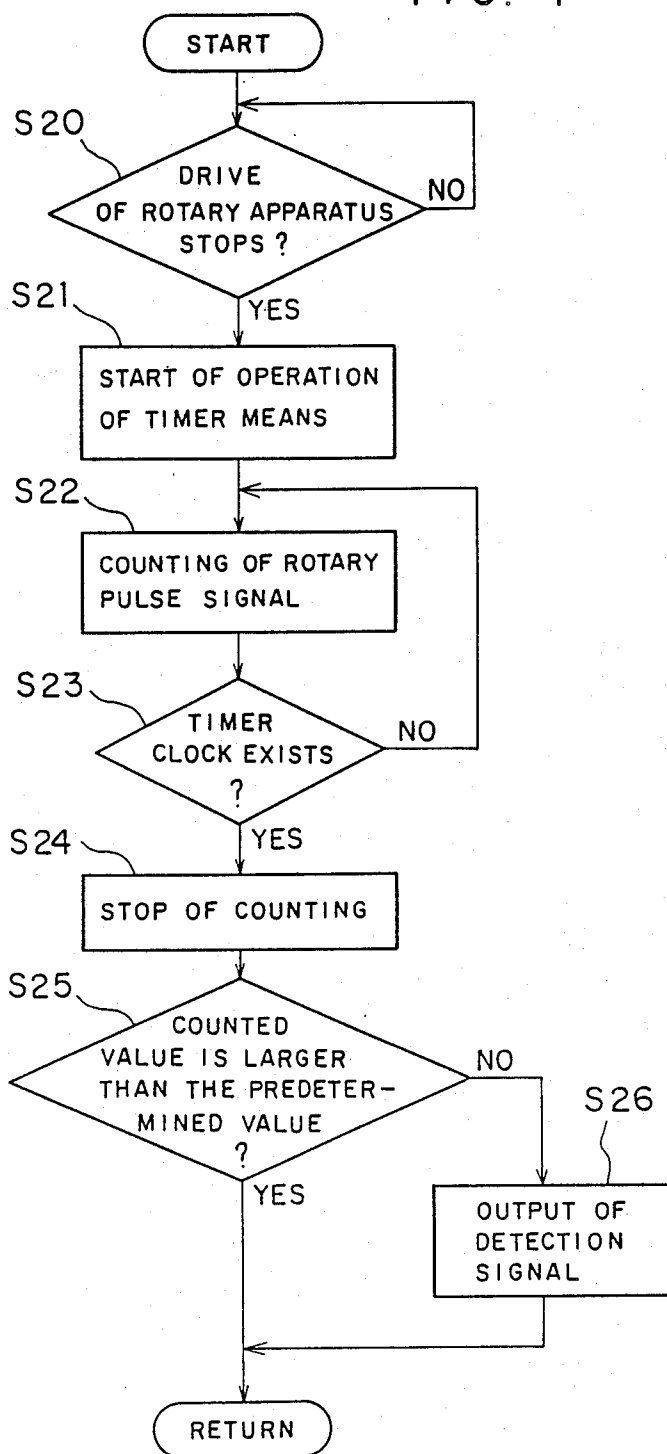 START
S20
DRIVE
OF ROTARY APPARATUS
STOPS ?
NO
YES
S21
START OF OPERATION
OF TIMER MEANS
S22
COUNTING OF ROTARY
PULSE SIGNAL
S23
TIMER
CLOCK EXISTS
?
NO
YES
S24
STOP OF COUNTING
S25
COUNTED
VALUE IS LARGER
THAN THE PREDETER-
MINED VALUE
?
NO
YES
S26
OUTPUT OF
DETECTION
SIGNAL
RETURN